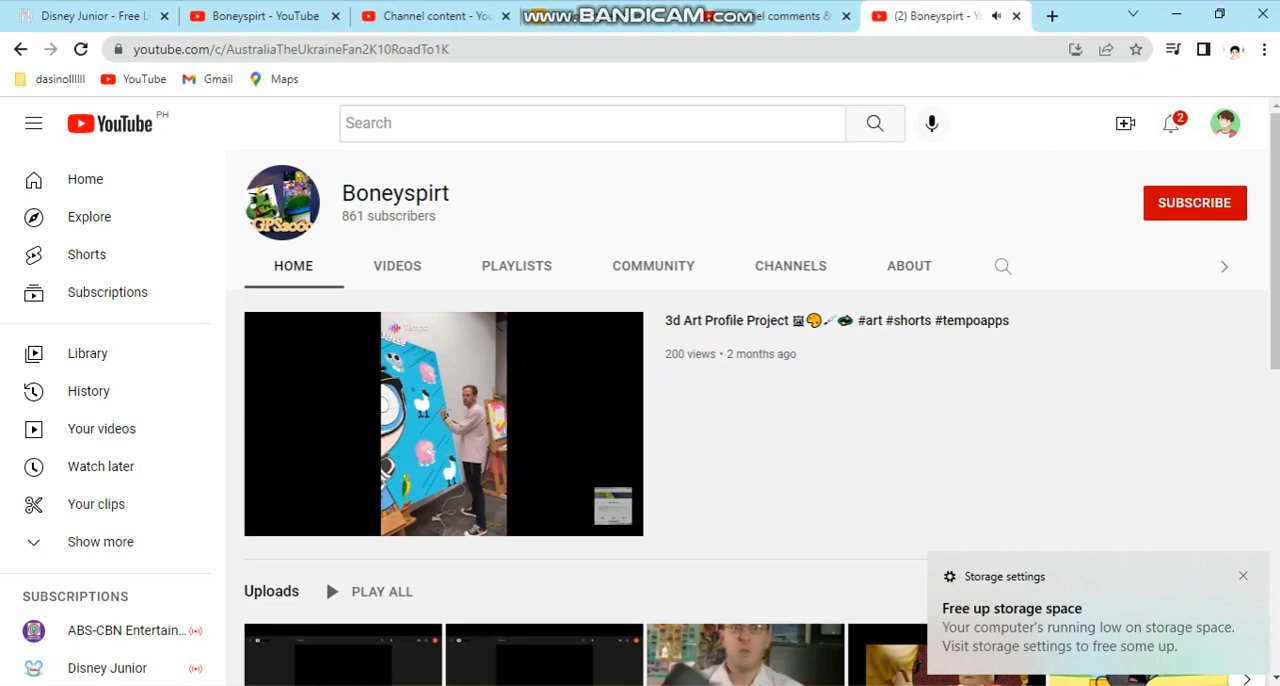 Disney Junior - Free L
Boneyspirt - YouTube
Channel content - You
WWW.BANDICAM.COM
el comments &
(2) Boneyspirt - Y
youtube.com/c/AustraliaTheUkraineFan2K10RoadTo1K
dasinollllll
YouTube
Gmail
Maps
YouTube PH
Search
2
Home
Explore
Shorts
Subscriptions
Library
History
Your videos
Watch later
Your clips
Show more
SUBSCRIPTIONS
ABS-CBN Entertain...
Disney Junior
GPS2000
Boneyspirt
861 subscribers
SUBSCRIBE
HOME
VIDEOS
PLAYLISTS
COMMUNITY
CHANNELS
ABOUT
Tempo
3d Art Profile Project #art #shorts #tempoapps
200 views • 2 months ago
Uploads
PLAY ALL
Storage settings
Free up storage space
Your computer's running low on storage space.
Visit storage settings to free some up.